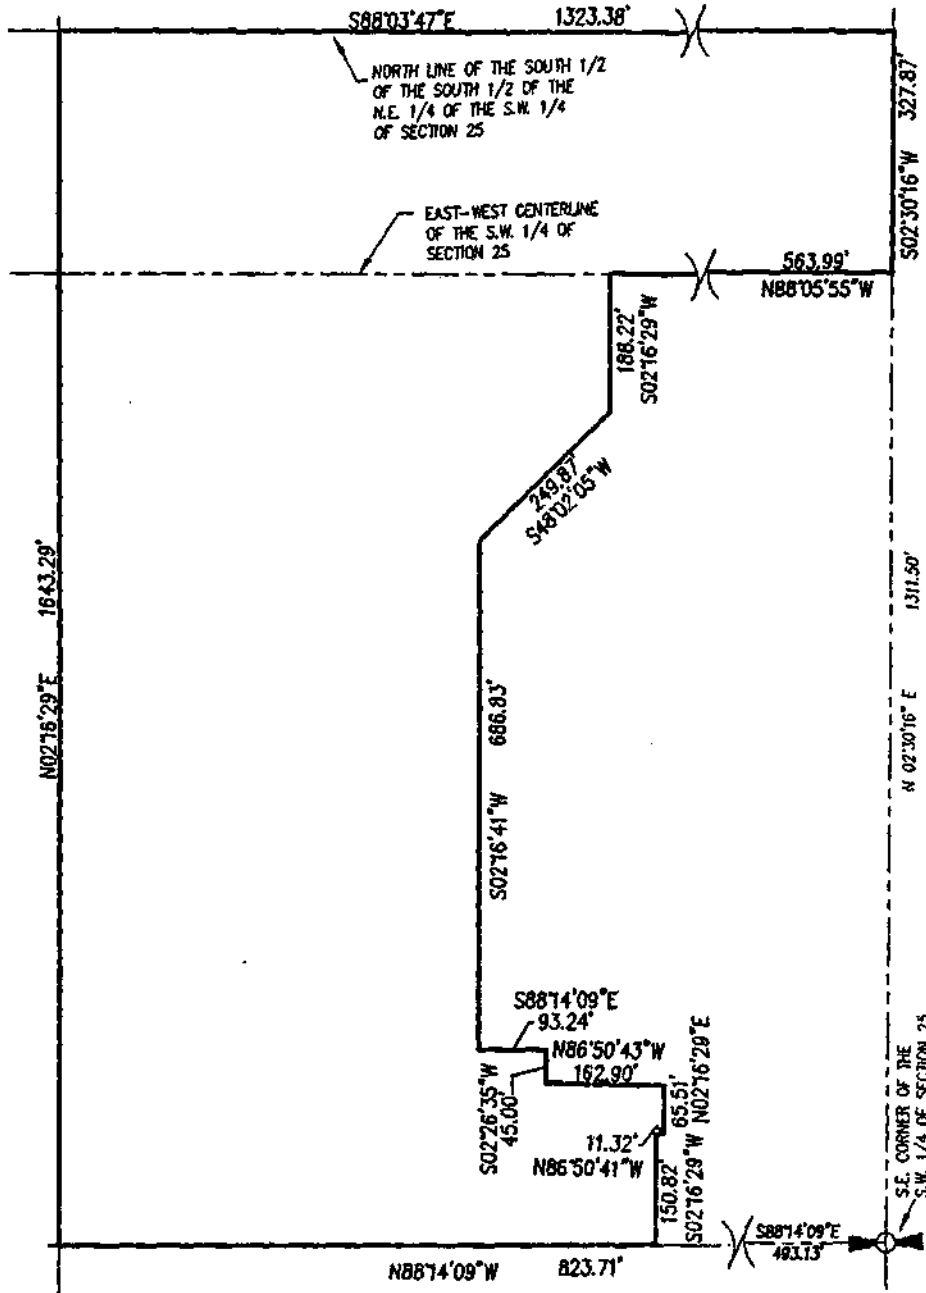 S88°03'47"E 1323.38'
NORTH LINE OF THE SOUTH 1/2
OF THE SOUTH 1/2 OF THE
N.E. 1/4 OF THE S.W. 1/4
OF SECTION 25
327.87'
S02°30'16"W
EAST-WEST CENTERLINE
OF THE S.W. 1/4 OF
SECTION 25
563.99'
N88°05'55"W
188.22'
S02°16'29"W
249.87'
S48°02'05"W
1643.29'
N02°16'29"E
1311.50'
N 02°30'16" E
686.83'
S02°16'41"W
S88°14'09"E
93.24'
N86°50'43"W
162.90'
S02°26'35"W
45.00'
N02°16'29"E
65.51'
11.32'
N86°50'41"W
150.82'
S02°16'29"W
S.E. CORNER OF THE
S.W. 1/4 OF SECTION 25
S88°14'09"E
493.13'
N88°14'09"W 823.71'